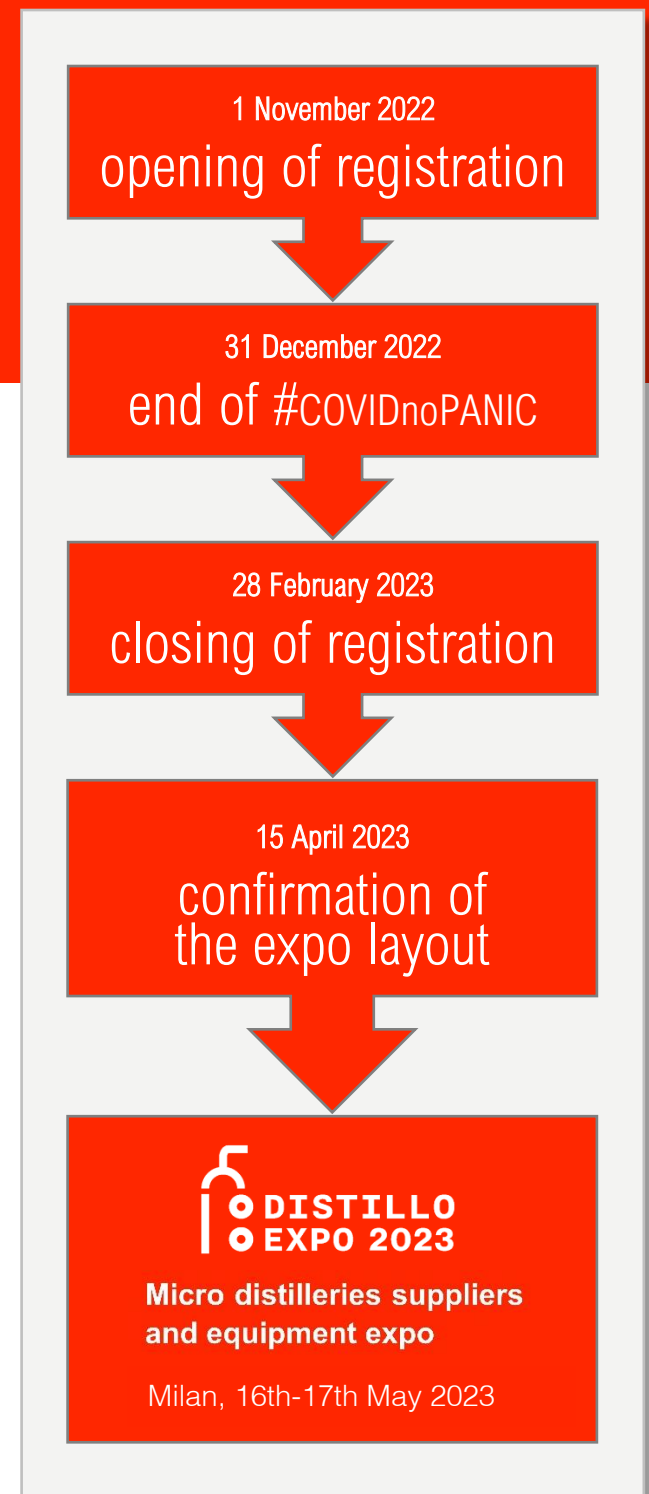 1 November 2022
opening of registration
31 December 2022
end of #COVIDnoPANIC
28 February 2023
closing of registration
15 April 2023
confirmation of
the expo layout
DISTILLO
EXPO 2023
Micro distilleries suppliers
and equipment expo
Milan, 16th-17th May 2023